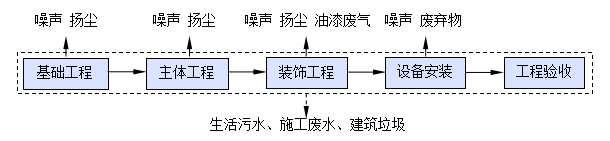 噪声 扬尘 噪声 扬尘 噪声 扬尘 油漆废气 噪声 废弃物
基础工程 主体工程 装饰工程 设备安装 工程验收
生活污水、施工废水、建筑垃圾